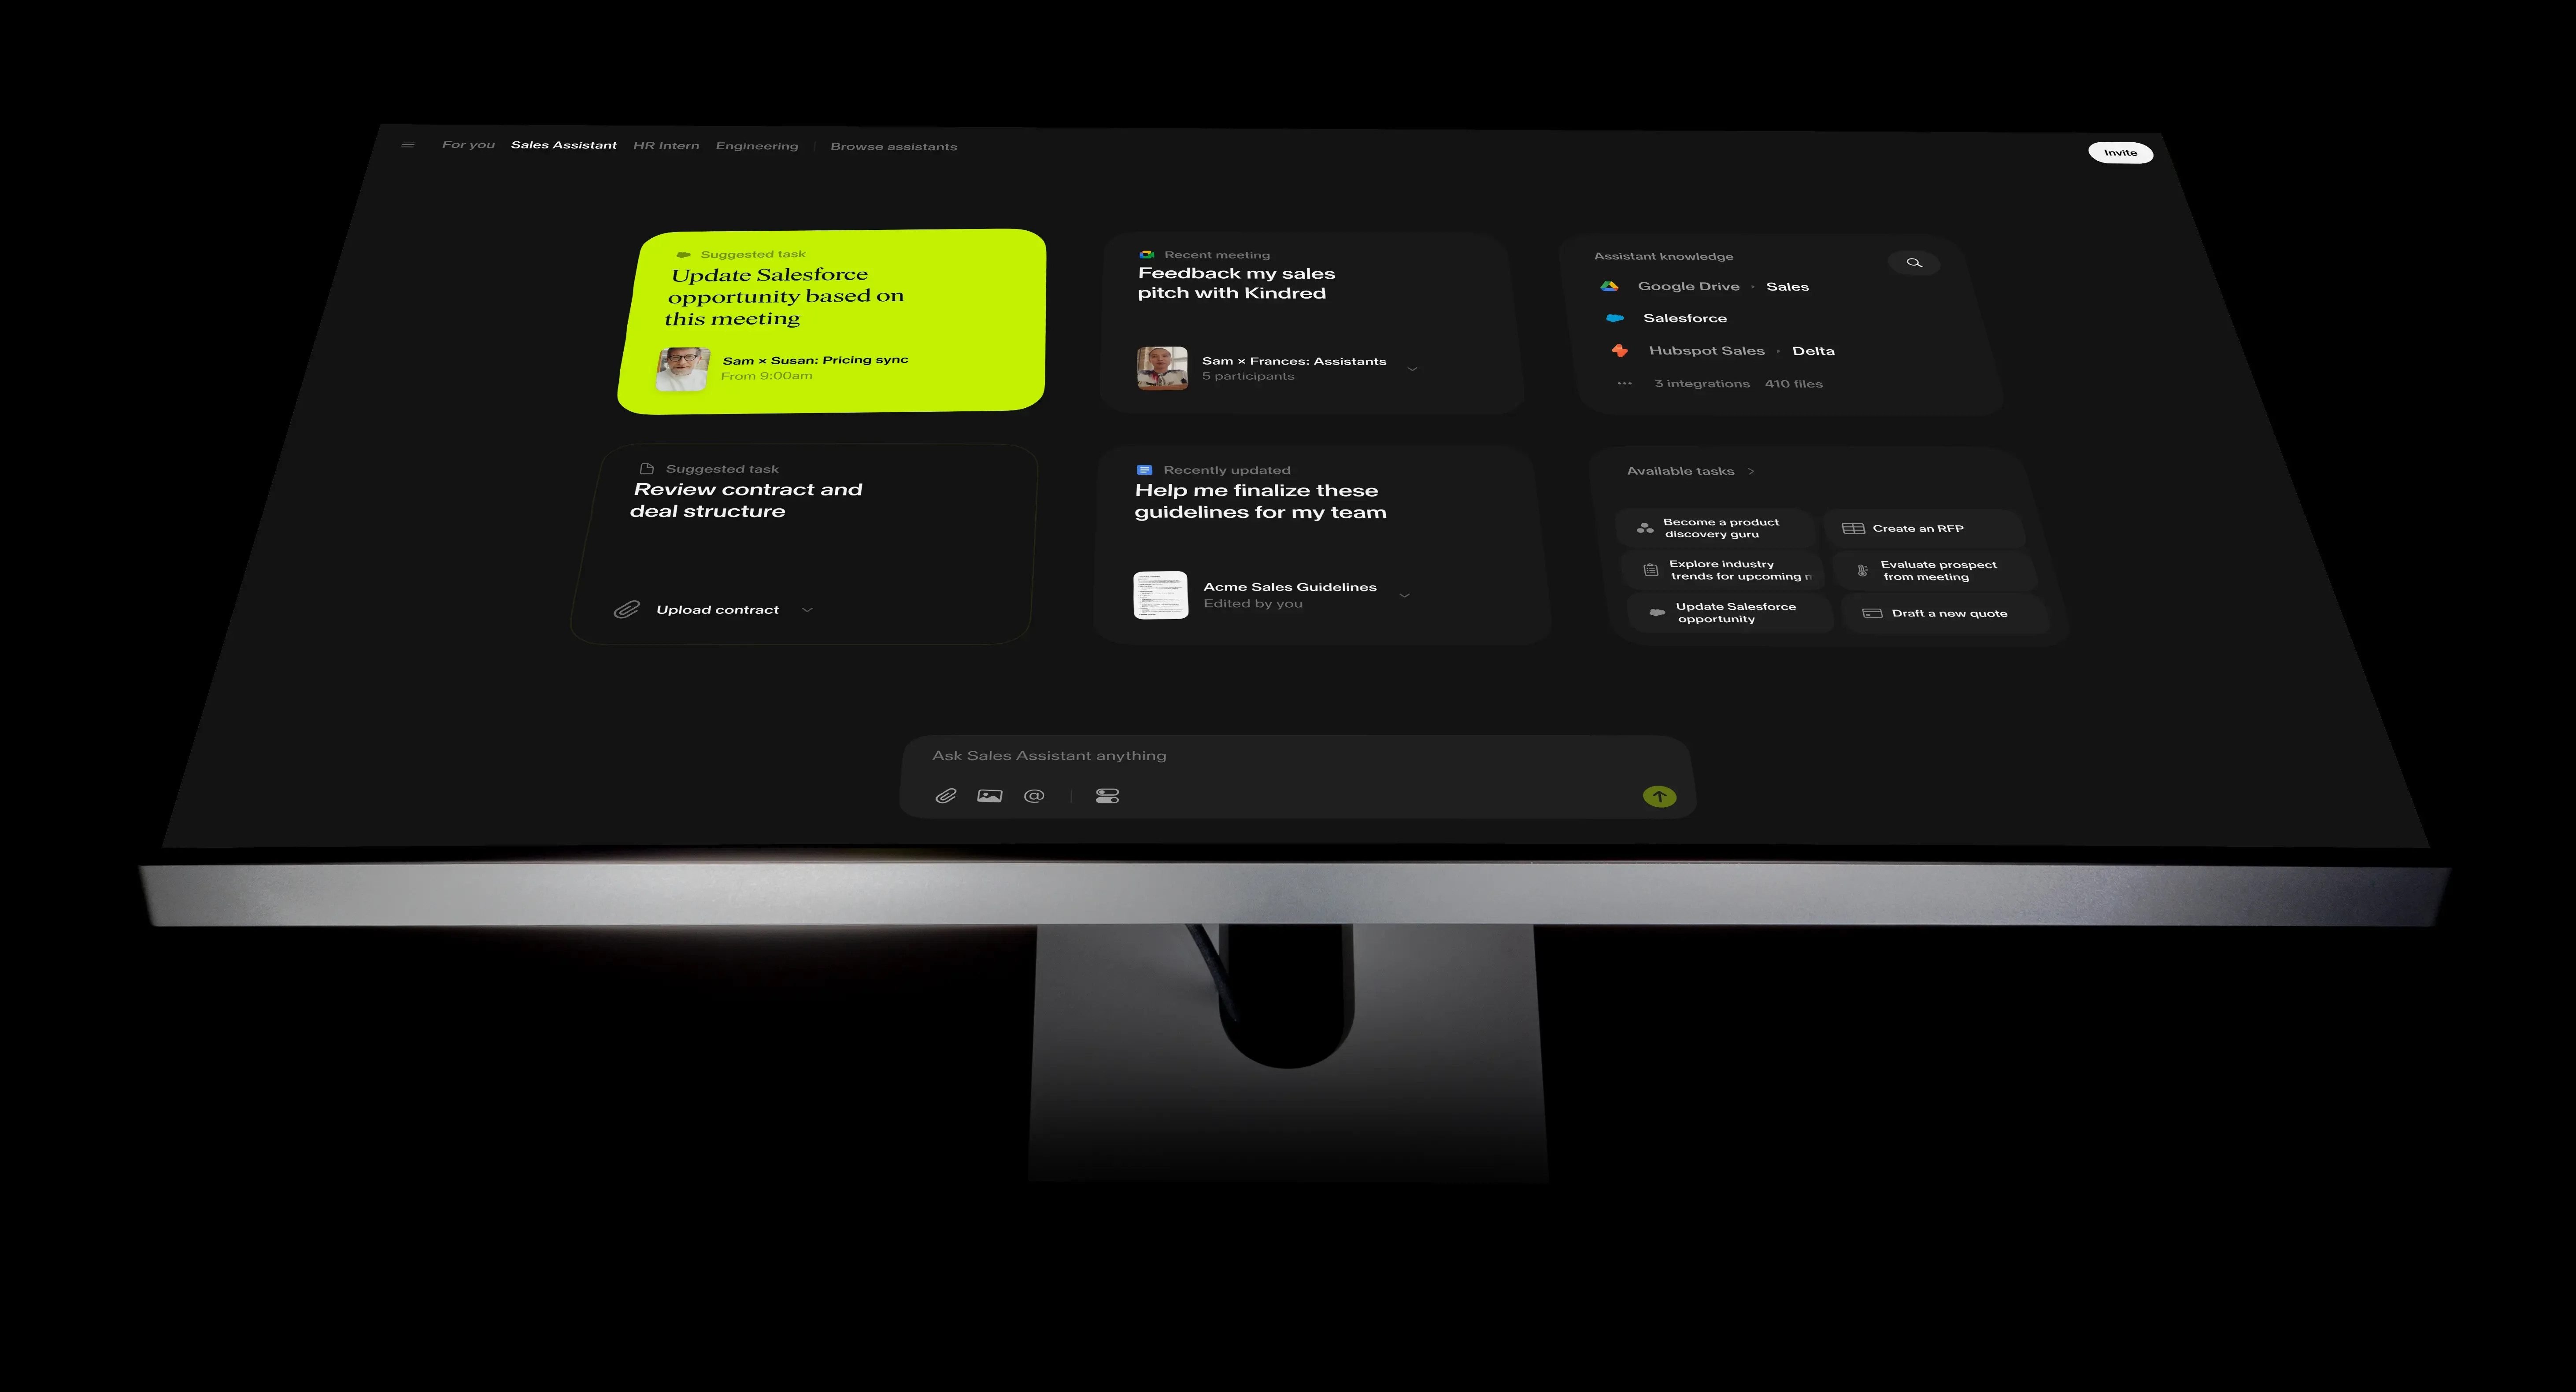 For you
Sales Assistant
HR Intern
Engineering
Browse assistants
Invite
Suggested task
Update Salesforce
opportunity based on
this meeting
Sam × Susan: Pricing sync
From 9:00am
Recent meeting
Feedback my sales
pitch with Kindred
Sam × Frances: Assistants
5 participants
Assistant knowledge
Google Drive · Sales
Salesforce
Hubspot Sales · Delta
3 integrations 410 files
Suggested task
Review contract and
deal structure
Upload contract
Recently updated
Help me finalize these
guidelines for my team
Acme Sales Guidelines
Edited by you
Available tasks >
Become a product
discovery guru
Create an RFP
Explore industry
trends for upcoming
Evaluate prospect
from meeting
Update Salesforce
opportunity
Draft a new quote
Ask Sales Assistant anything
@